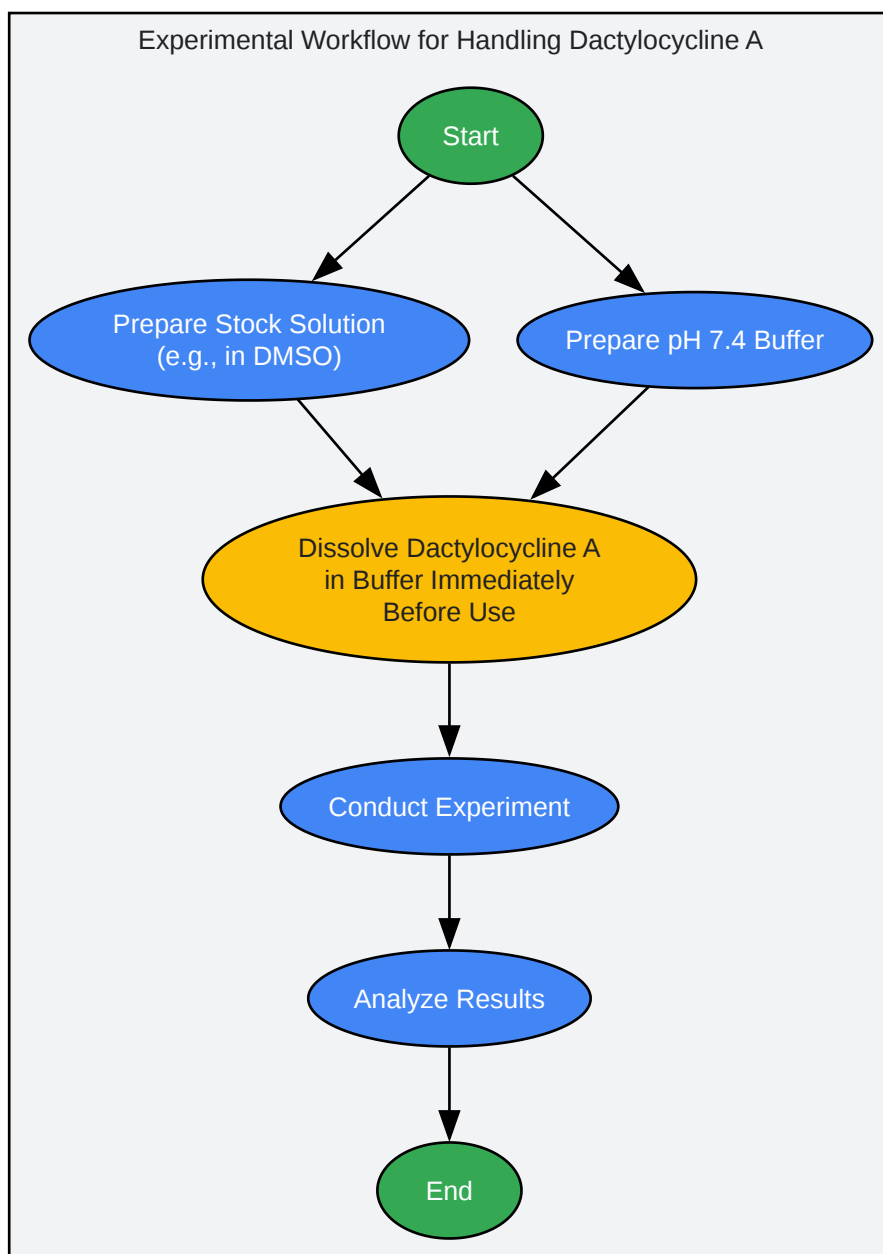 Experimental Workflow for Handling Dactylocycline A
Start
Prepare Stock Solution
(e.g., in DMSO)
Prepare pH 7.4 Buffer
Dissolve Dactylocycline A
in Buffer Immediately
Before Use
Conduct Experiment
Analyze Results
End